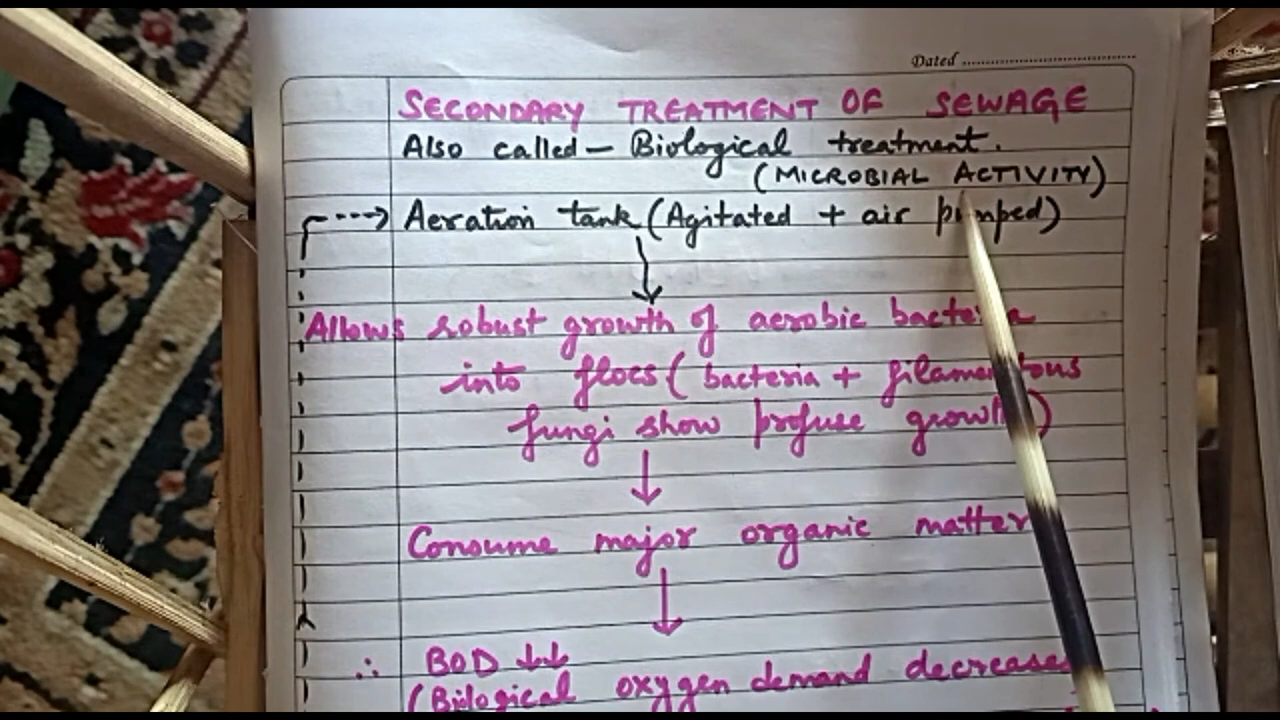 Dated
SECONDARY TREATMENT OF SEWAGE
Also called - Biological treatment.
(MICROBIAL ACTIVITY)
Aeration tank (Agitated + air pumped)
Allows robust growth of aerobic bacteria
into flocs (bacteria + filamentous
fungi show profuse growth)
Consume major organic matter
∴ BOD ↓↓
(Biological oxygen demand decreases